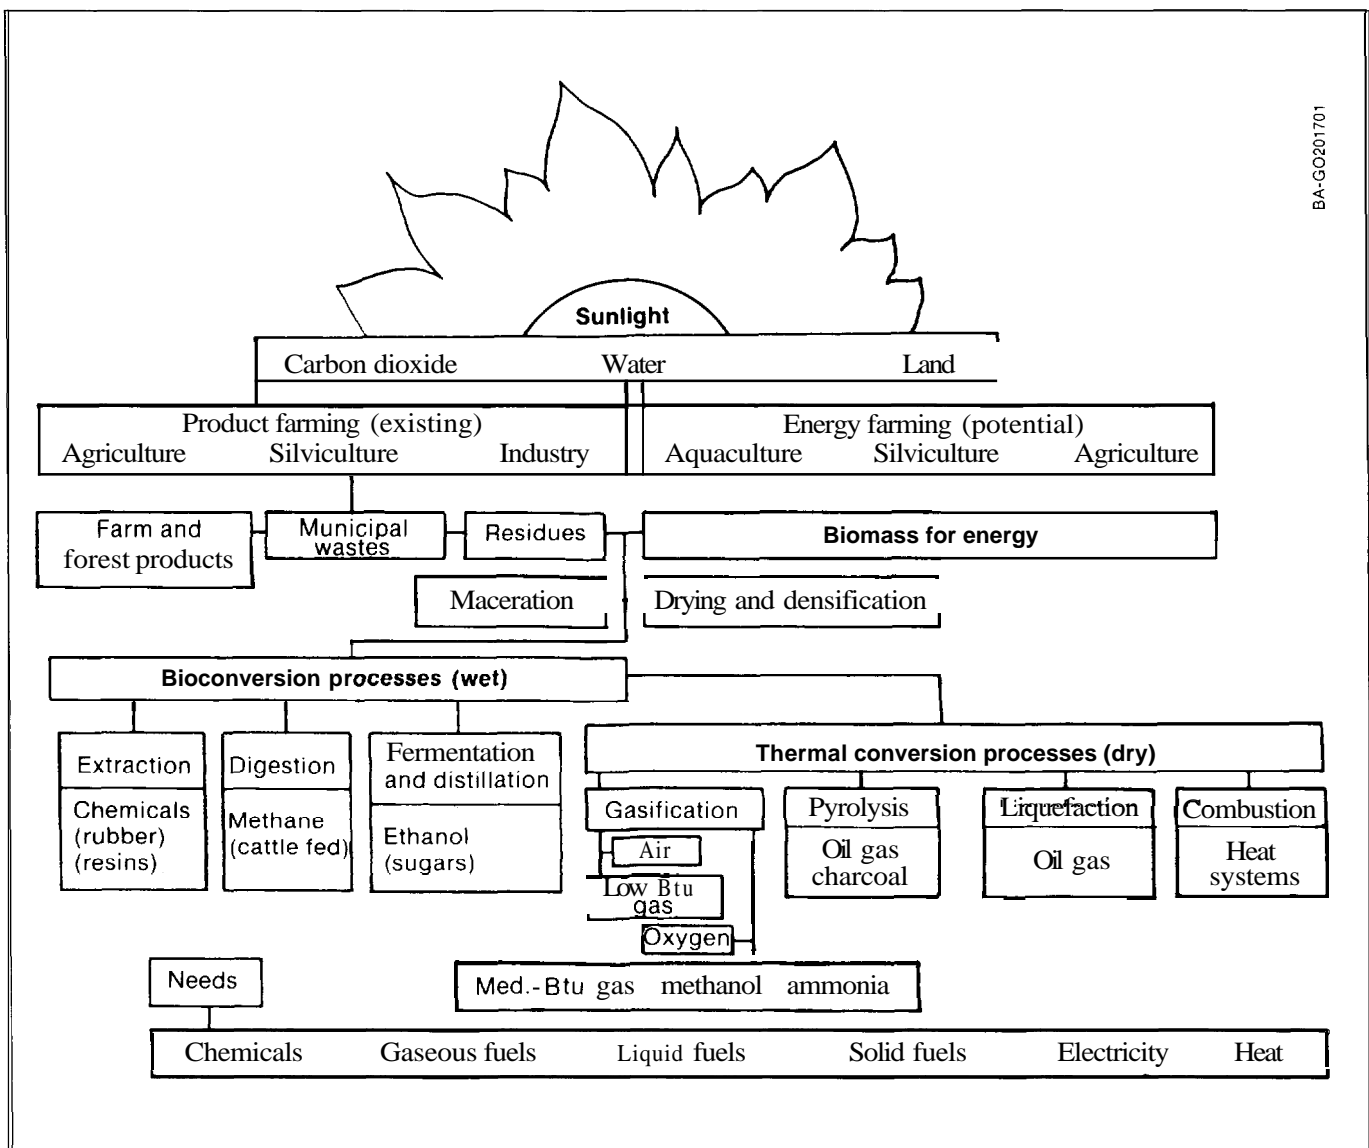 BA-GO201701
Sunlight
Carbon dioxide Water Land
Product farming (existing)
Agriculture Silviculture Industry
Energy farming (potential)
Aquaculture Silviculture Agriculture
Farm and
forest products
Municipal
wastes
Residues
Biomass for energy
Maceration
Drying and densification
Bioconversion processes (wet)
Extraction
Chemicals
(rubber)
(resins)
Digestion
Methane
(cattle fed)
Fermentation
and distillation
Ethanol
(sugars)
Thermal conversion processes (dry)
Gasification
Air
Low Btu
gas
Oxygen
Pyrolysis
Oil gas
charcoal
Liquefaction
Oil gas
Combustion
Heat
systems
Med.-Btu gas methanol ammonia
Needs
Chemicals Gaseous fuels Liquid fuels Solid fuels Electricity Heat